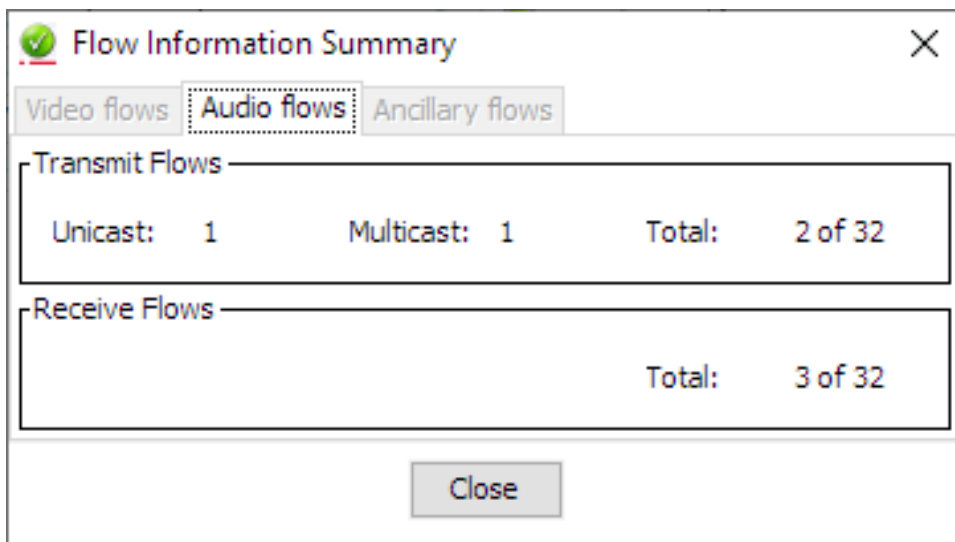 Flow Information Summary
Video flows Audio flows Ancillary flows
Transmit Flows
Unicast: 1 Multicast: 1 Total: 2 of 32
Receive Flows
Total: 3 of 32
Close